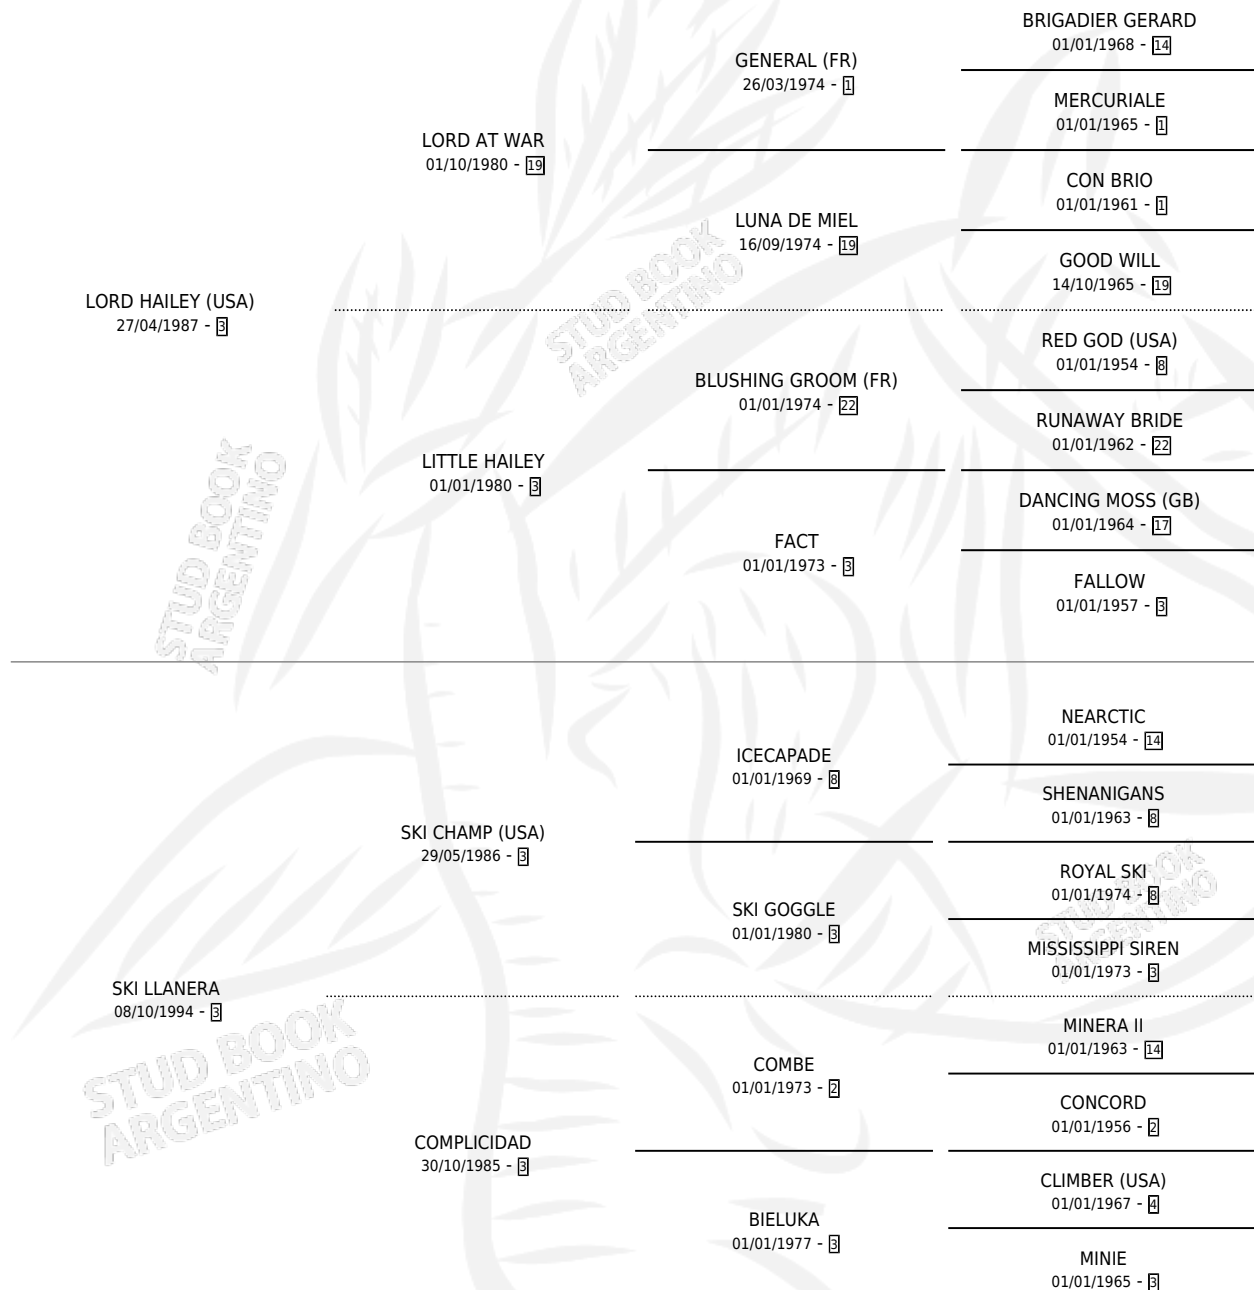 BRIGADIER GERARD
01/01/1968 - 14
GENERAL (FR)
26/03/1974 - 1
MERCURIALE
01/01/1965 - 1
LORD AT WAR
01/10/1980 - 19
CON BRIO
01/01/1961 - 1
LUNA DE MIEL
16/09/1974 - 19
GOOD WILL
14/10/1965 - 19
LORD HAILEY (USA)
27/04/1987 - 3
RED GOD (USA)
01/01/1954 - 8
BLUSHING GROOM (FR)
01/01/1974 - 22
RUNAWAY BRIDE
01/01/1962 - 22
LITTLE HAILEY
01/01/1980 - 3
DANCING MOSS (GB)
01/01/1964 - 17
FACT
01/01/1973 - 3
FALLOW
01/01/1957 - 3
NEARCTIC
01/01/1954 - 14
ICECAPADE
01/01/1969 - 8
SHENANIGANS
01/01/1963 - 8
SKI CHAMP (USA)
29/05/1986 - 3
ROYAL SKI
01/01/1974 - 8
SKI GOGGLE
01/01/1980 - 3
MISSISSIPPI SIREN
01/01/1973 - 3
SKI LLANERA
08/10/1994 - 3
MINERA II
01/01/1963 - 14
COMBE
01/01/1973 - 2
CONCORD
01/01/1956 - 2
COMPLICIDAD
30/10/1985 - 3
CLIMBER (USA)
01/01/1967 - 4
BIELUKA
01/01/1977 - 3
MINIE
01/01/1965 - 3
STUD BOOK
ARGENTINO
STUD BOOK
ARGENTINO
STUD BOOK
ARGENTINO
STUD BOOK
ARGENTINO